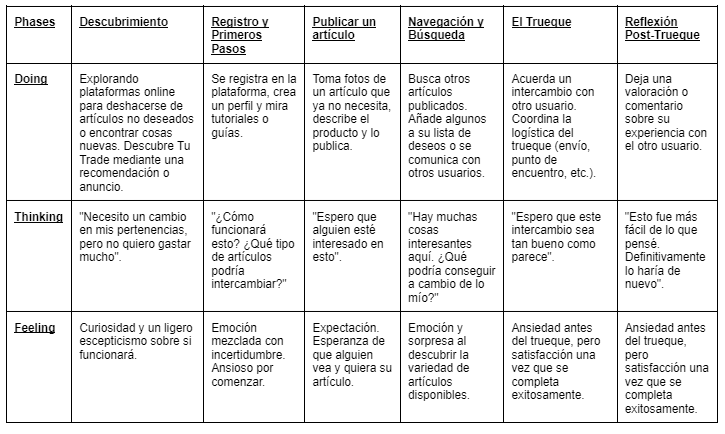 Phases
Descubrimiento
Registro y
Primeros
Pasos
Publicar un
artículo
Navegación y
Búsqueda
El Trueque
Reflexión
Post-Trueque
Doing
Explorando
plataformas online
para deshacerse de
artículos no deseados
o encontrar cosas
nuevas. Descubre Tu
Trade mediante una
recomendación o
anuncio.
Se registra en la
plataforma, crea
un perfil y mira
tutoriales o
guías.
Toma fotos de
un artículo que
ya no necesita,
describe el
producto y lo
publica.
Busca otros
artículos
publicados.
Añade algunos
a su lista de
deseos o se
comunica con
otros usuarios.
Acuerda un
intercambio con
otro usuario.
Coordina la
logística del
trueque (envío,
punto de
encuentro, etc.).
Deja una
valoración o
comentario
sobre su
experiencia con
el otro usuario.
Thinking
"Necesito un cambio
en mis pertenencias,
pero no quiero gastar
mucho".
"¿Cómo
funcionará
esto? ¿Qué tipo
de artículos
podría
intercambiar?"
"Espero que
alguien esté
interesado en
esto".
"Hay muchas
cosas
interesantes
aquí. ¿Qué
podría conseguir
a cambio de lo
mío?"
"Espero que este
intercambio sea
tan bueno como
parece".
"Esto fue más
fácil de lo que
pensé.
Definitivamente
lo haría de
nuevo".
Feeling
Curiosidad y un ligero
escepticismo sobre si
funcionará.
Emoción
mezclada con
incertidumbre.
Ansioso por
comenzar.
Expectación.
Esperanza de
que alguien
vea y quiera su
artículo.
Emoción y
sorpresa al
descubrir la
variedad de
artículos
disponibles.
Ansiedad antes
del trueque, pero
satisfacción una
vez que se
completa
exitosamente.
Ansiedad antes
del trueque,
pero
satisfacción una
vez que se
completa
exitosamente.